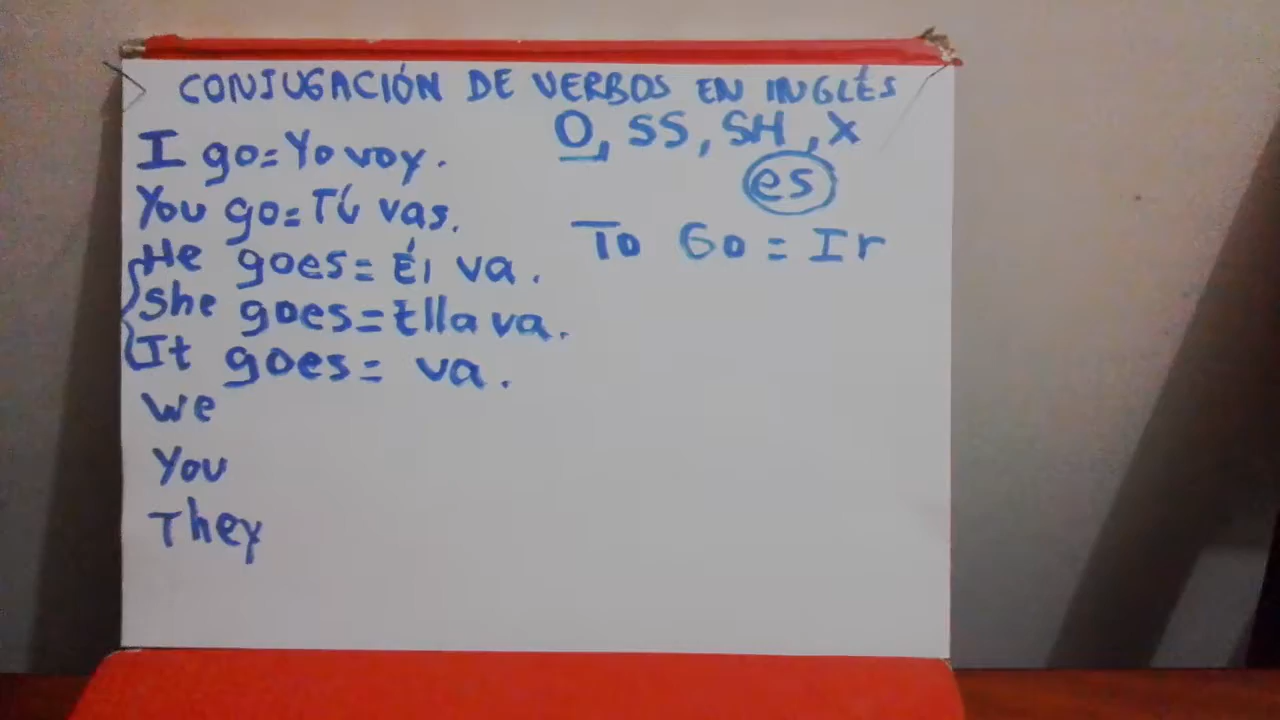 CONJUGACIÓN DE VERBOS EN INGLÉS
O, SS, SH, X
es
To Go = Ir
I go = Yo voy.
You go = Tú vas.
He goes = Él va.
She goes = Ella va.
It goes = va.
We
You
They